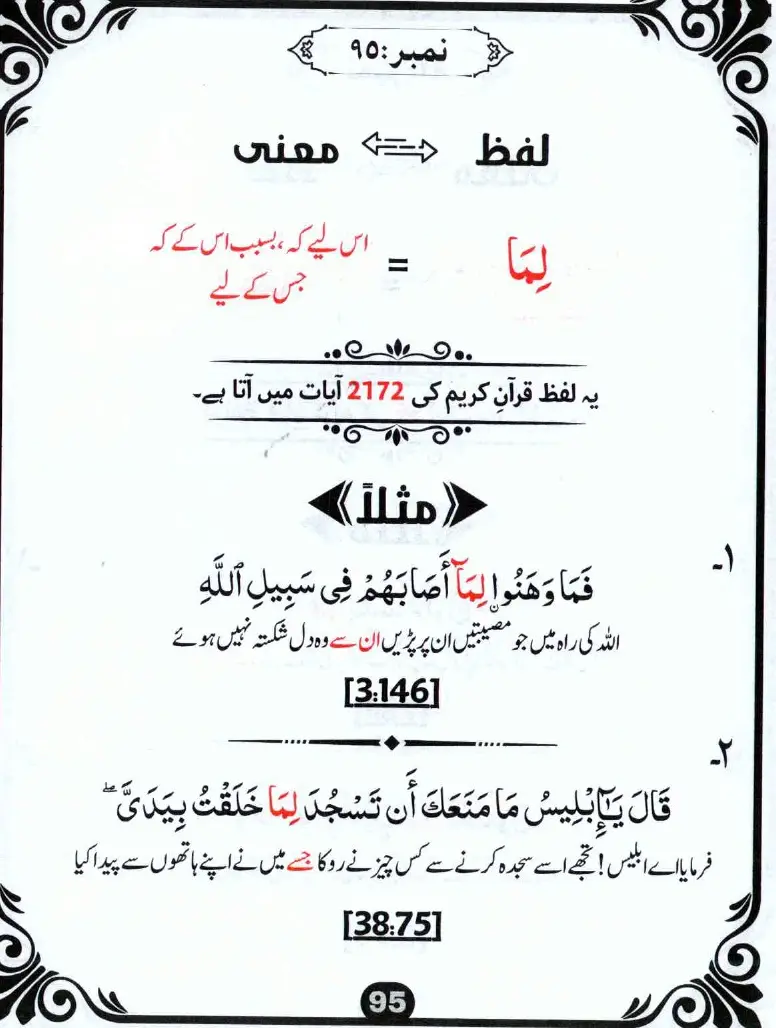 نمبر:۹۵
لفظ معنی
لِمَا = اس لیے کہ، بسبب اس کے کہ
جس کے لیے
یہ لفظ قرآنِ کریم کی 2172 آیات میں آتا ہے۔
مثلاً
۱۔
فَمَا وَهَنُوا۟ لِمَآ أَصَابَهُمْ فِى سَبِيلِ ٱللَّهِ
اللہ کی راہ میں جو مصیبتیں ان پر پڑیں ان سے وہ دل شکستہ نہیں ہوئے
[3:146]
۲۔
قَالَ يَـٰٓإِبْلِيسُ مَا مَنَعَكَ أَن تَسْجُدَ لِمَا خَلَقْتُ بِيَدَىَّ ۖ
فرمایا اے ابلیس! تجھے اسے سجدہ کرنے سے کس چیز نے روکا جسے میں نے اپنے ہاتھوں سے پیدا کیا
[38:75]
95